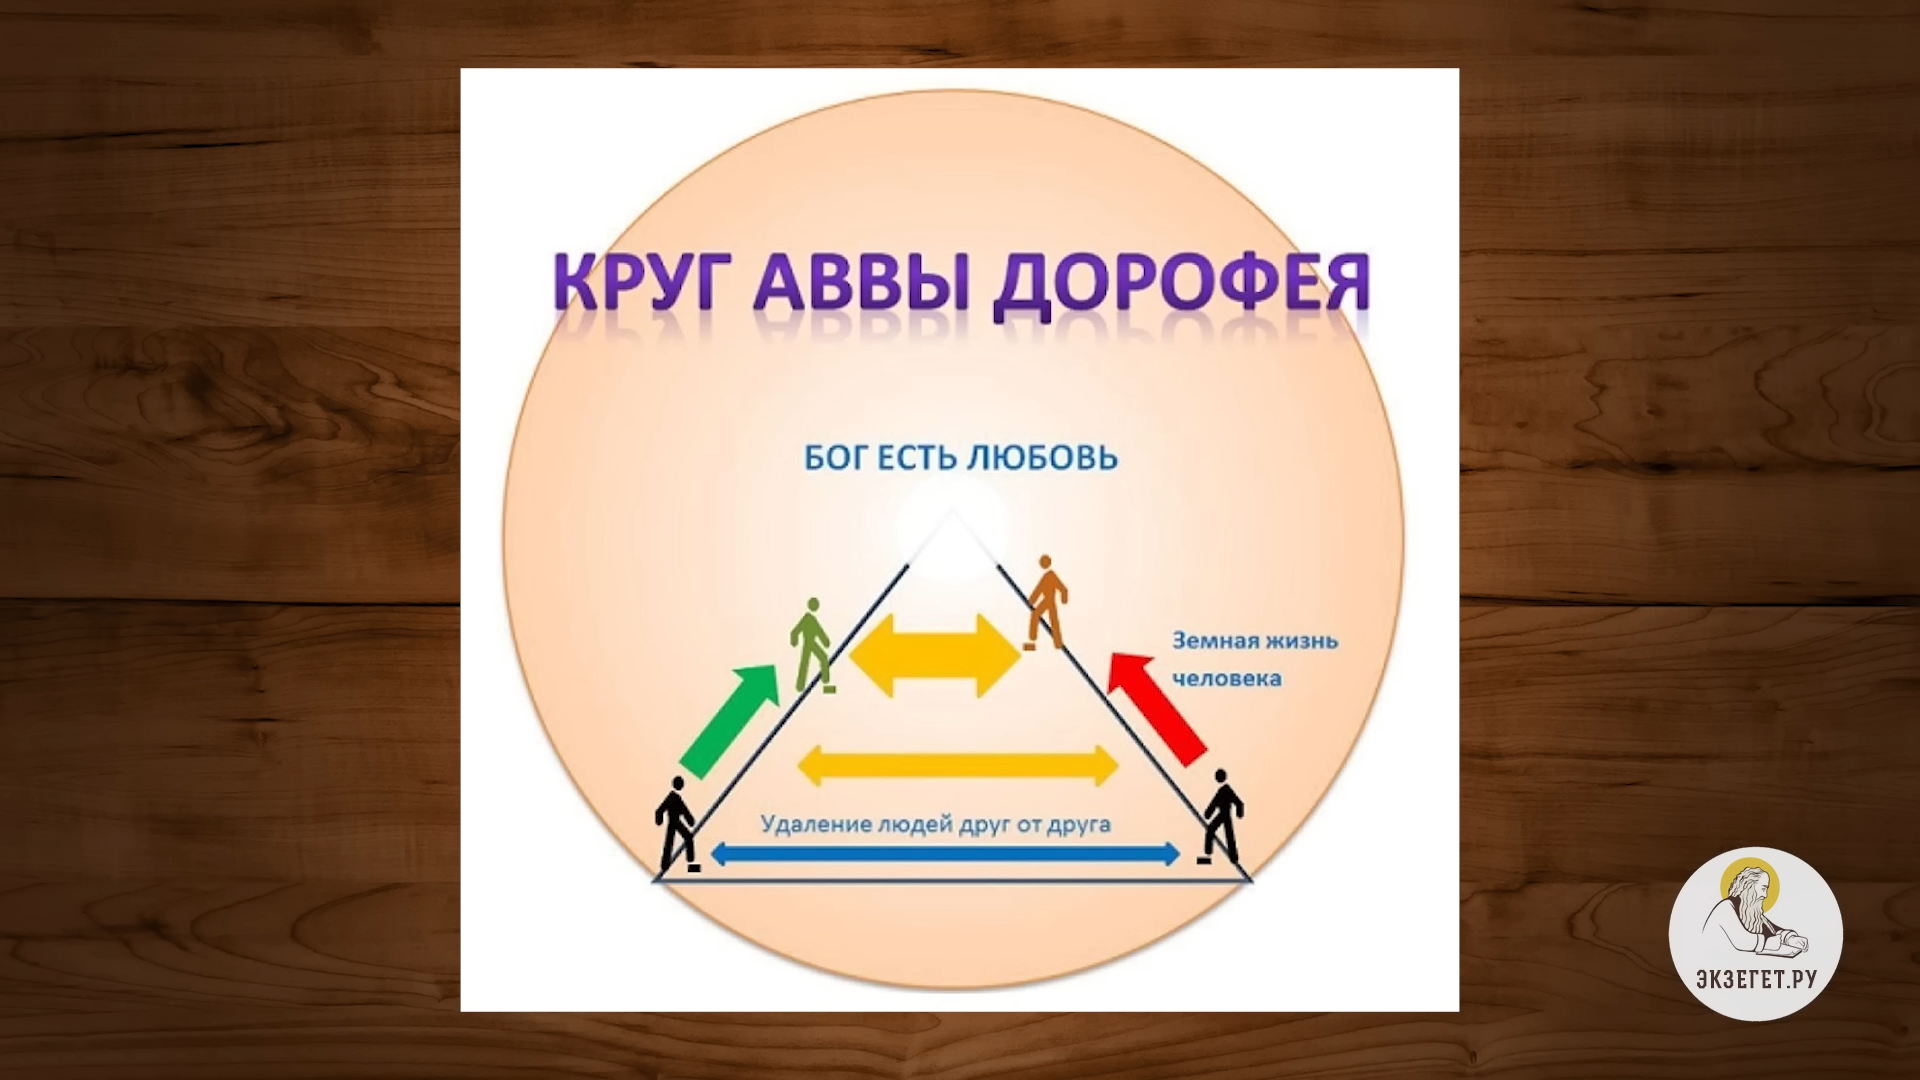 КРУГ АВВЫ ДОРОФЕЯ
БОГ ЕСТЬ ЛЮБОВЬ
Земная жизнь
человека
Удаление людей друг от друга
ЭКЗЕГЕТ.РУ